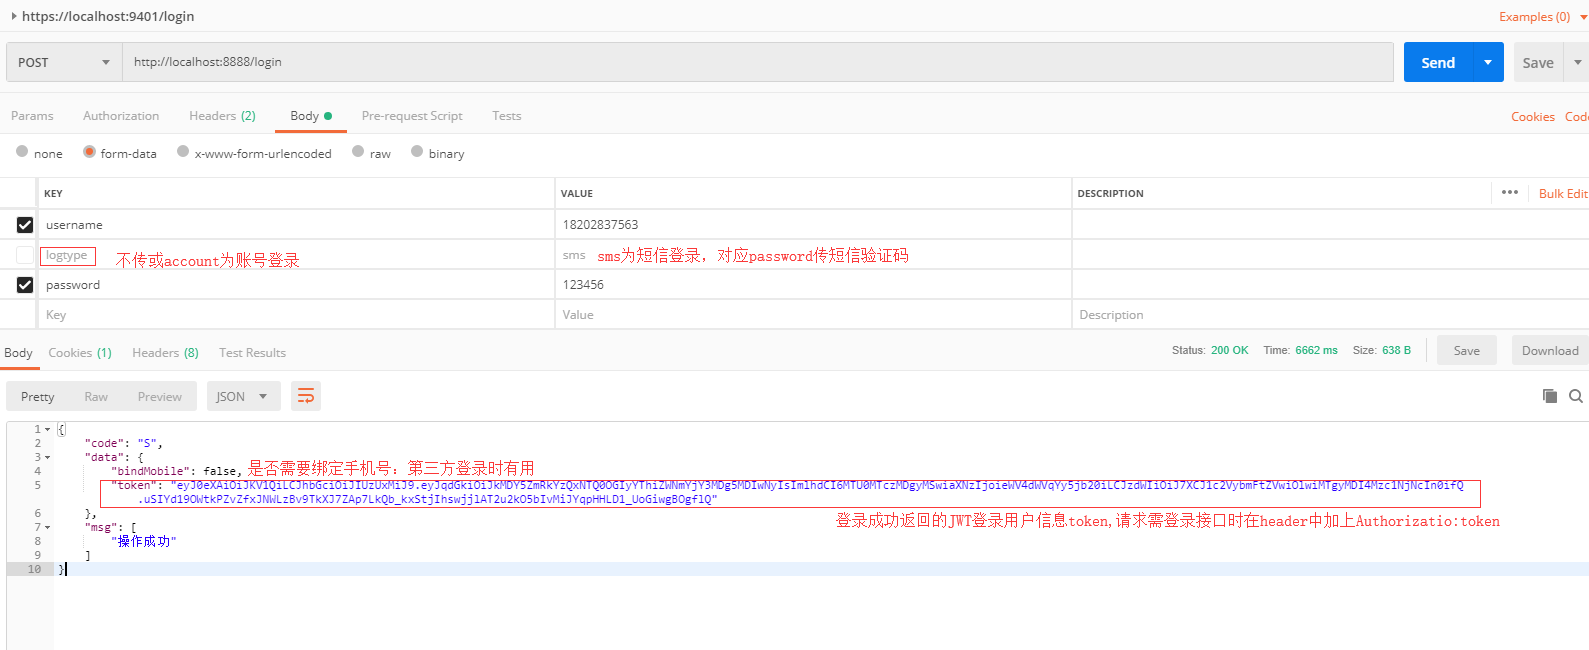 https://localhost:9401/login
Examples (0)
POST
http://localhost:8888/login
Send
Save
Params Authorization Headers (2) Body Pre-request Script Tests
Cookies Code
none form-data x-www-form-urlencoded raw binary
KEY VALUE DESCRIPTION ••• Bulk Edit
username 18202837563
logtype 不传或account为账号登录 sms sms为短信登录，对应password传短信验证码
password 123456
Key Value Description
Body Cookies (1) Headers (8) Test Results
Status: 200 OK Time: 6662 ms Size: 638 B Save Download
Pretty Raw Preview JSON
1 {
2 "code": "S",
3 "data": {
4 "bindMobile": false, 是否需要绑定手机号：第三方登录时有用
5 "token": "
6 },
登录成功返回的JWT登录用户信息token,请求需登录接口时在header中加上Authorizatio:token
7 "msg": [
8 "操作成功"
9 ]
10 }